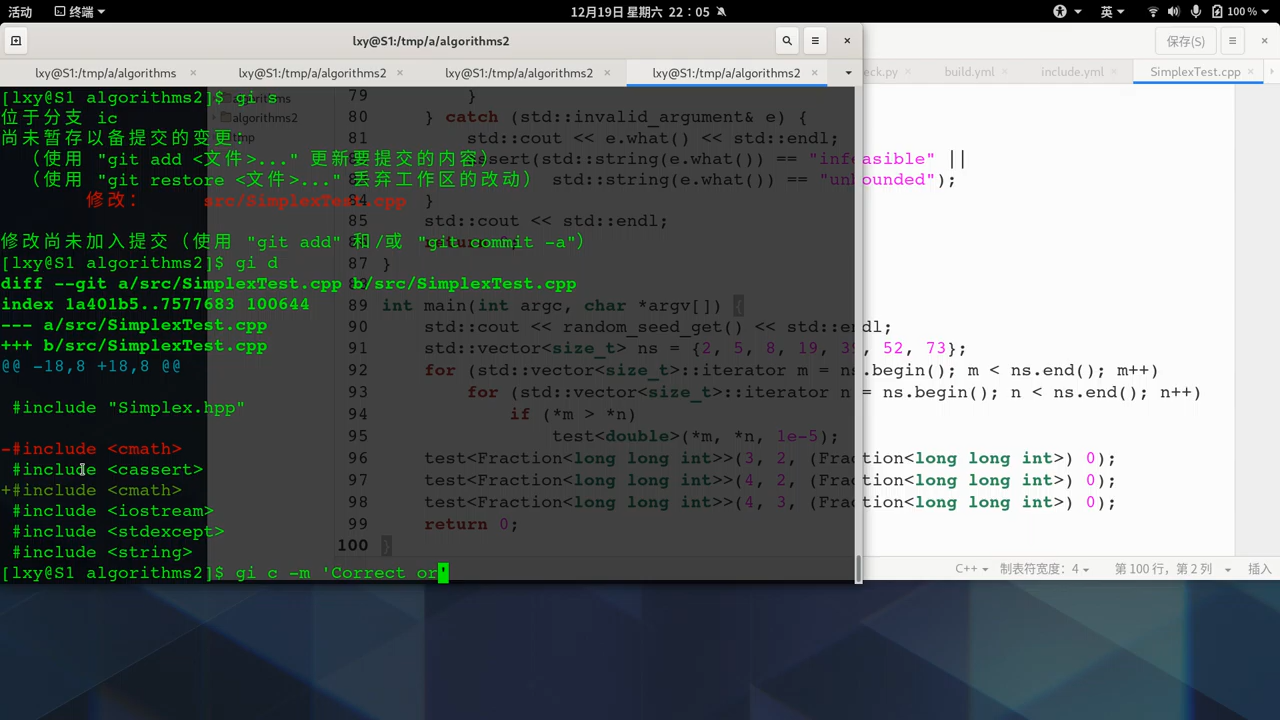 活动 终端 12月19日 星期六 22：05 英 100 %
lxy@S1:/tmp/a/algorithms2 保存(S)
lxy@S1:/tmp/a/algorithms × lxy@S1:/tmp/a/algorithms2 × lxy@S1:/tmp/a/algorithms2 × lxy@S1:/tmp/a/algorithms2 × eck.py × build.yml × include.yml × SimplexTest.cpp ×
[lxy@S1 algorithms2]$ gi s
位于分支 ic
尚未暂存以备提交的变更：
（使用 "git add <文件>..." 更新要提交的内容）
（使用 "git restore <文件>..." 丢弃工作区的改动）
修改： src/SimplexTest.cpp
修改尚未加入提交（使用 "git add" 和/或 "git commit -a"）
[lxy@S1 algorithms2]$ gi d
diff --git a/src/SimplexTest.cpp b/src/SimplexTest.cpp
index 1a401b5..7577683 100644
--- a/src/SimplexTest.cpp
+++ b/src/SimplexTest.cpp
@@ -18,8 +18,8 @@
#include "Simplex.hpp"
-#include <cmath>
#include <cassert>
+#include <cmath>
#include <iostream>
#include <stdexcept>
#include <string>
[lxy@S1 algorithms2]$ gi c -m 'Correct or'
algorithms2
79 }
80 } catch (std::invalid_argument& e) {
81 std::cout << e.what() << std::endl;
assert(std::string(e.what()) == "infeasible" ||
std::string(e.what()) == "unbounded");
84 }
85 std::cout << std::endl;
87 }
89 int main(int argc, char *argv[]) {
90 std::cout << random_seed_get() << std::endl;
91 std::vector<size_t> ns = {2, 5, 8, 19, 39, 52, 73};
92 for (std::vector<size_t>::iterator m = ns.begin(); m < ns.end(); m++)
93 for (std::vector<size_t>::iterator n = ns.begin(); n < ns.end(); n++)
94 if (*m > *n)
95 test<double>(*m, *n, 1e-5);
96 test<Fraction<long long int>>(3, 2, (Fraction<long long int>) 0);
97 test<Fraction<long long int>>(4, 2, (Fraction<long long int>) 0);
98 test<Fraction<long long int>>(4, 3, (Fraction<long long int>) 0);
99 return 0;
100 }
C++ 制表符宽度：4 第 100 行，第 2 列 插入